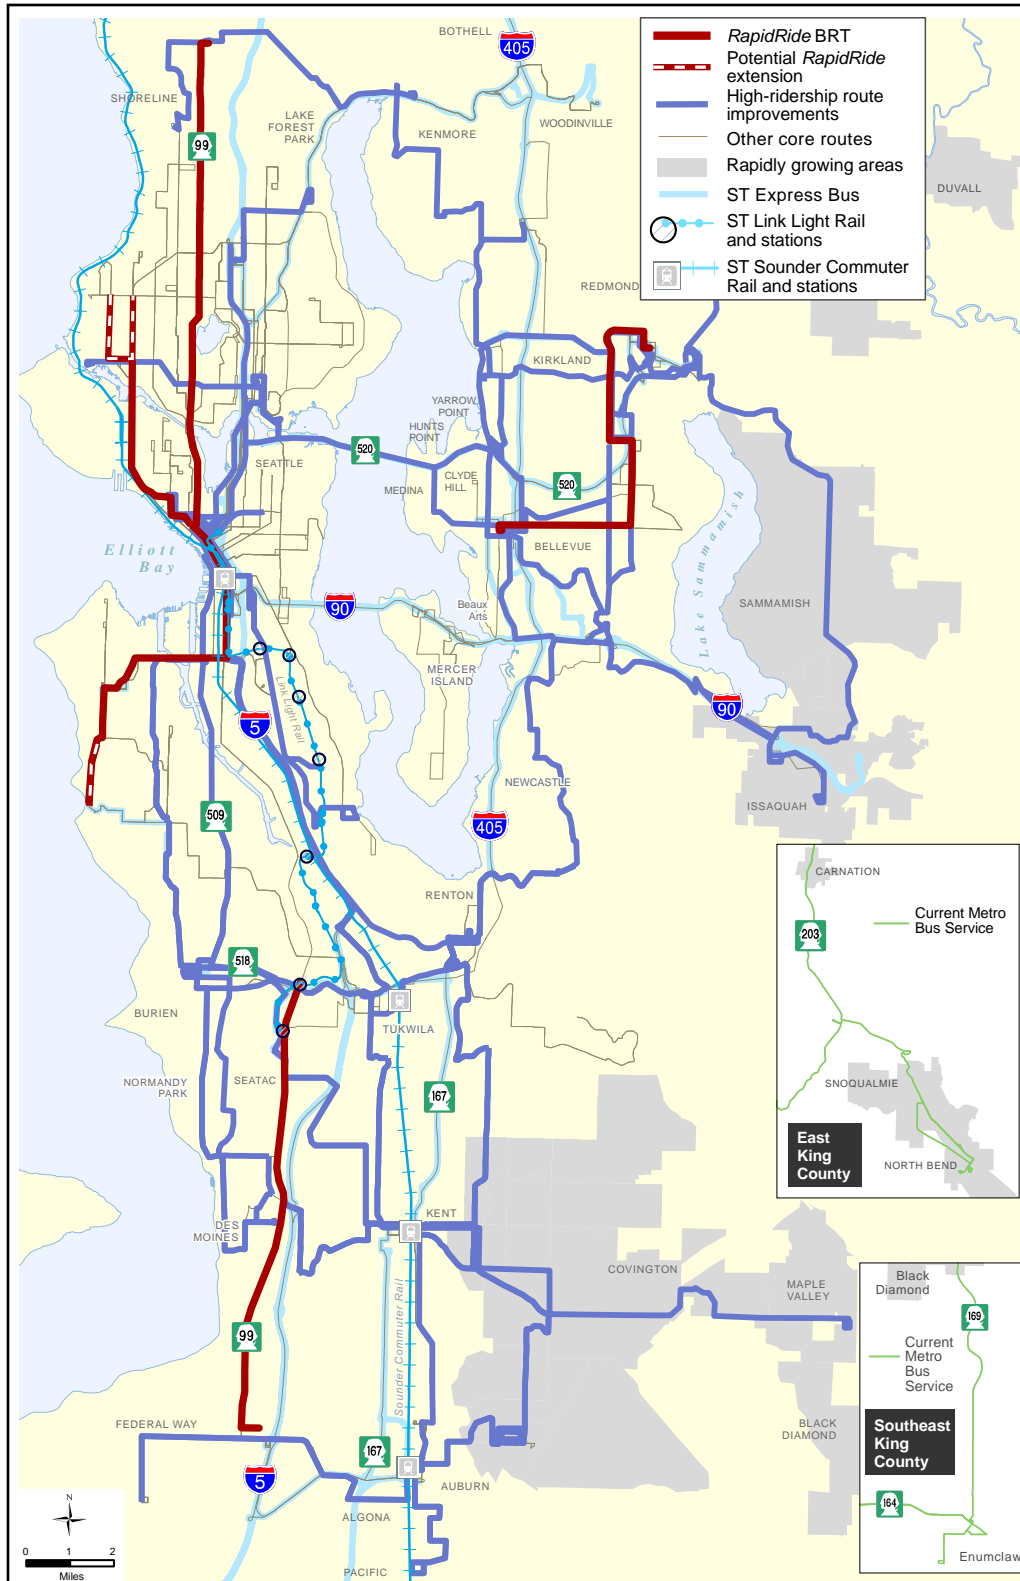 BOTHELL
405
RapidRide BRT
Potential RapidRide
extension
High-ridership route
improvements
Other core routes
Rapidly growing areas
ST Express Bus
ST Link Light Rail
and stations
ST Sounder Commuter
Rail and stations
SHORELINE
LAKE
FOREST
PARK
99
KENMORE
WOODINVILLE
DUVALL
REDMOND
KIRKLAND
YARROW
POINT
HUNTS
POINT
SEATTLE
520
CLYDE
HILL
MEDINA
520
Elliott
Bay
BELLEVUE
Lake Sammamish
90
Beaux
Arts
SAMMAMISH
MERCER
ISLAND
Link Light Rail
5
90
NEWCASTLE
ISSAQUAH
509
405
RENTON
CARNATION
203
Current Metro
Bus Service
518
BURIEN
TUKWILA
NORMANDY
PARK
SEATAC
167
SNOQUALMIE
East
King
County
NORTH BEND
DES
MOINES
KENT
COVINGTON
MAPLE
VALLEY
Black
Diamond
169
Sounder Commuter Rail
99
Current
Metro
Bus
Service
FEDERAL WAY
BLACK
DIAMOND
Southeast
King
County
167
5
AUBURN
164
ALGONA
Enumclaw
N
0 1 2
Miles
PACIFIC